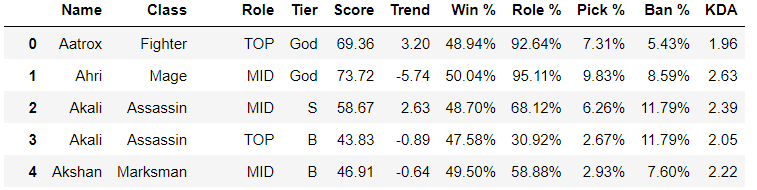 Name Class Role Tier Score Trend Win % Role % Pick % Ban % KDA
0 Aatrox Fighter TOP God 69.36 3.20 48.94% 92.64% 7.31% 5.43% 1.96
1 Ahri Mage MID God 73.72 -5.74 50.04% 95.11% 9.83% 8.59% 2.63
2 Akali Assassin MID S 58.67 2.63 48.70% 68.12% 6.26% 11.79% 2.39
3 Akali Assassin TOP B 43.83 -0.89 47.58% 30.92% 2.67% 11.79% 2.05
4 Akshan Marksman MID B 46.91 -0.64 49.50% 58.88% 2.93% 7.60% 2.22